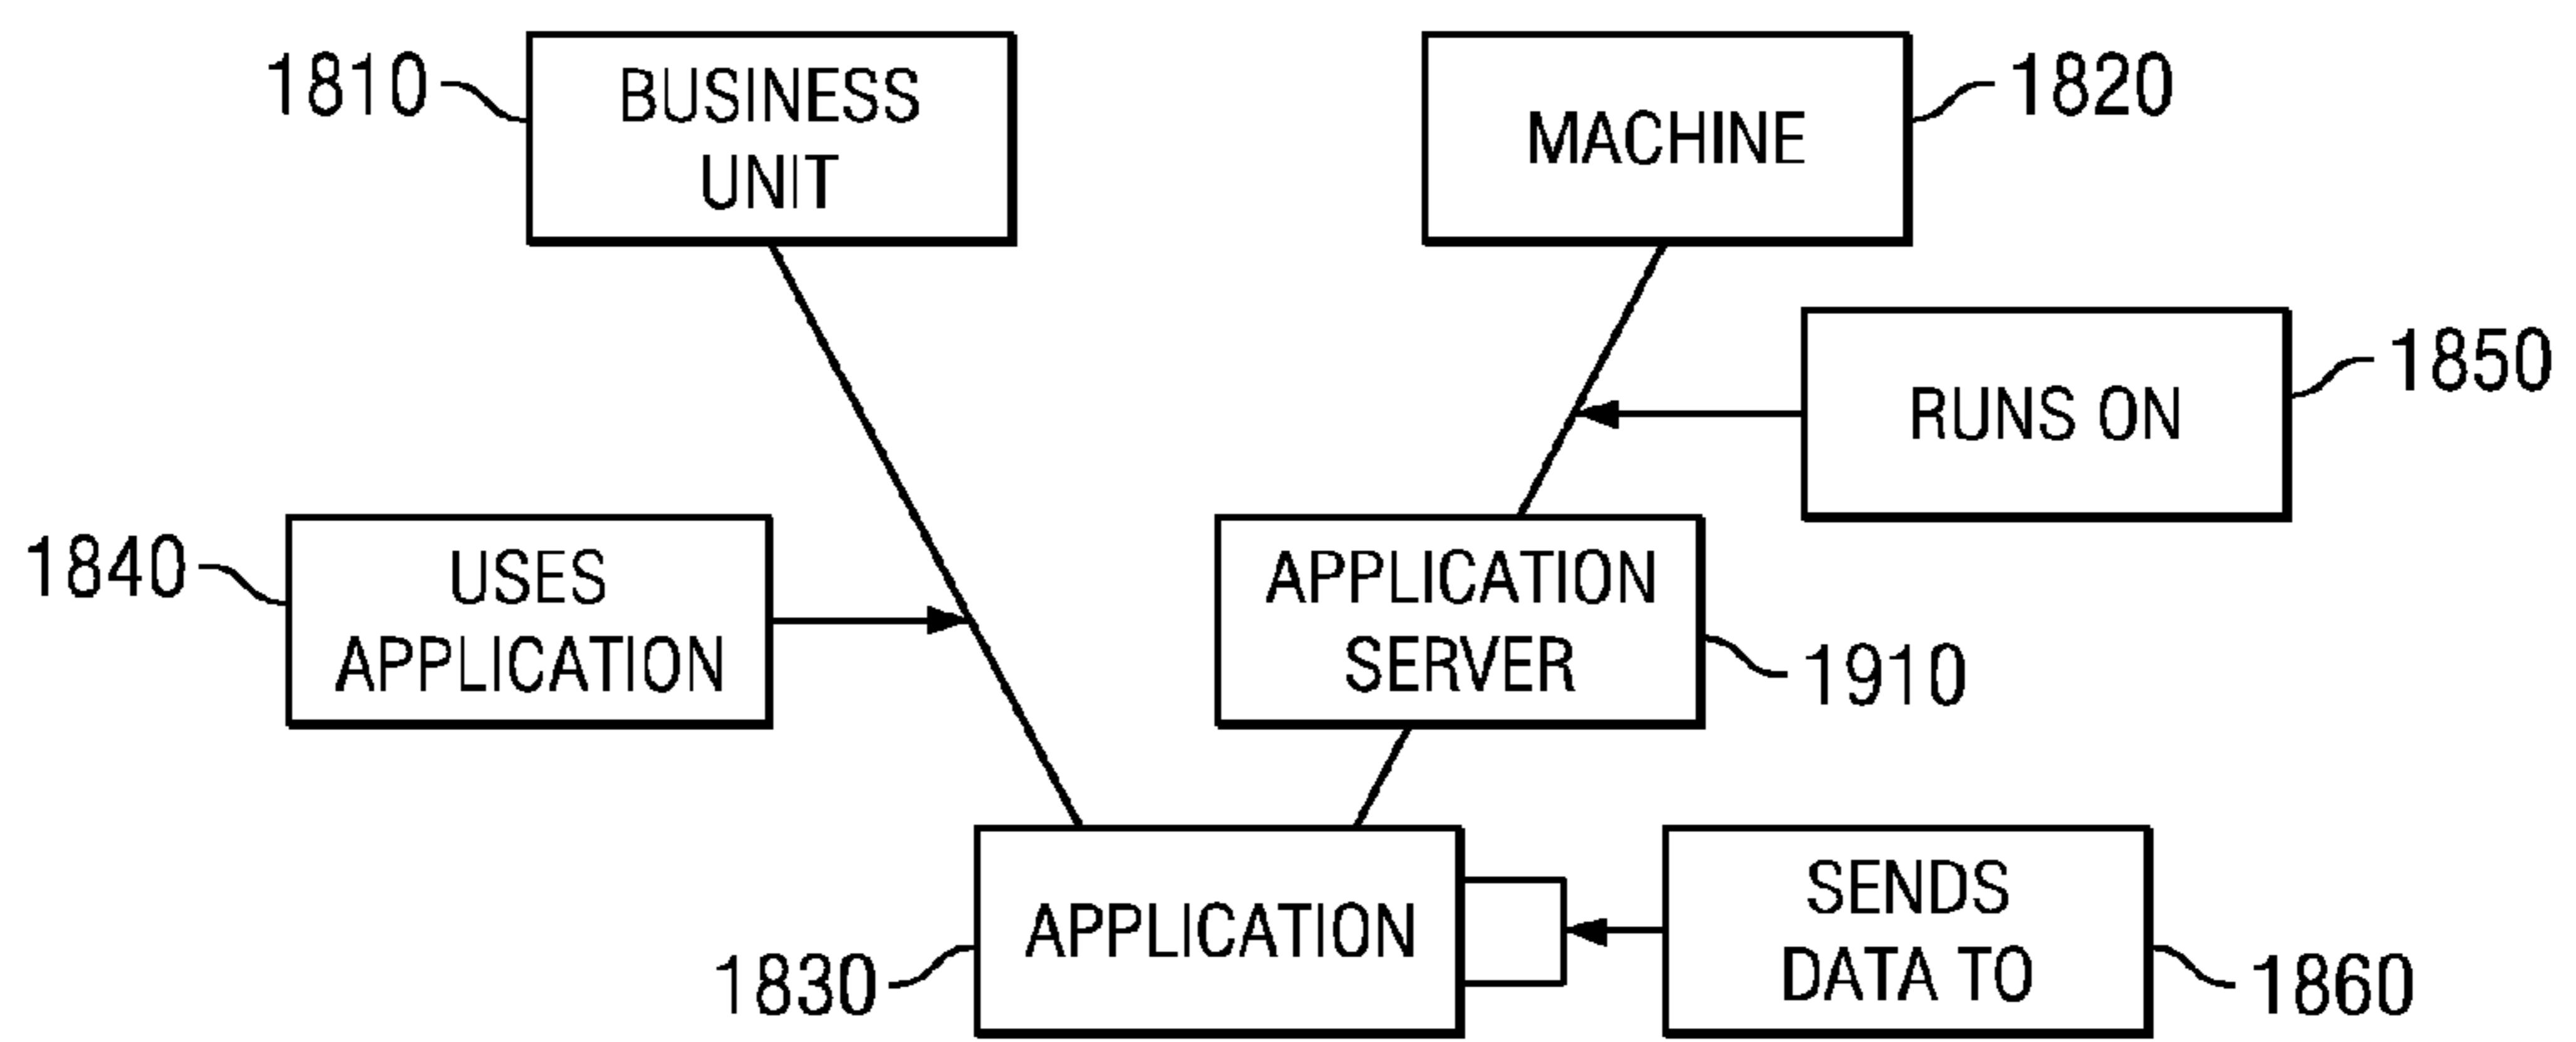 1810
BUSINESS
UNIT
MACHINE
1820
RUNS ON
1850
1840
USES
APPLICATION
APPLICATION
SERVER
1910
APPLICATION
1830
SENDS
DATA TO
1860